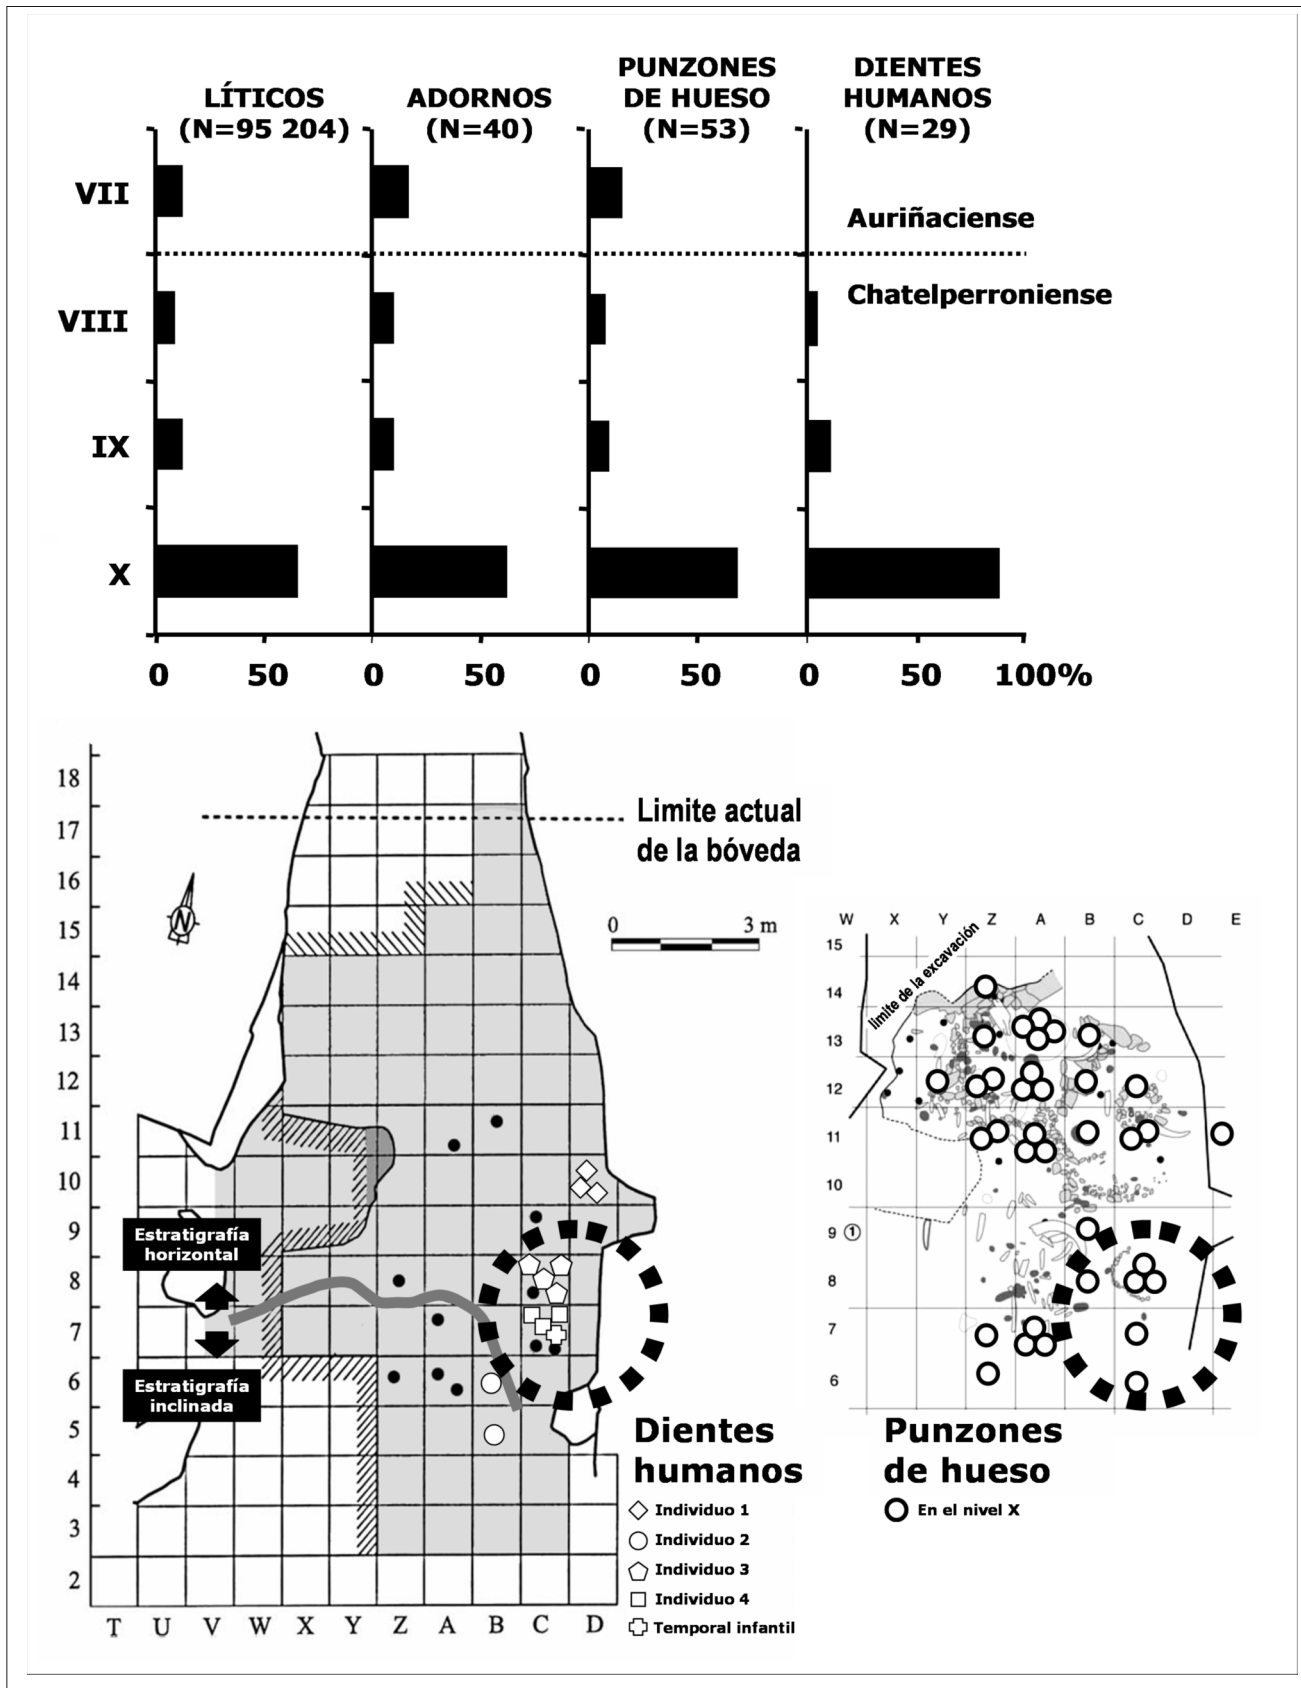 LÍTICOS
(N=95 204)
ADORNOS
(N=40)
PUNZONES
DE HUESO
(N=53)
DIENTES
HUMANOS
(N=29)
VII
Auriñaciense
Chatelperroniense
VIII
IX
X
0 50 0 50 0 50 0 50 100%
18
17
16
15
14
13
12
11
10
9
8
7
6
5
4
3
2
T U V W X Y Z A B C D
Limite actual
de la bóveda
N
0 3 m
Estratigrafía
horizontal
Estratigrafía
inclinada
Dientes
humanos
Individuo 1
Individuo 2
Individuo 3
Individuo 4
Temporal infantil
W X Y Z A B C D E
limite de la excavación
15
14
13
12
11
10
9 1
8
7
6
Punzones
de hueso
En el nivel X